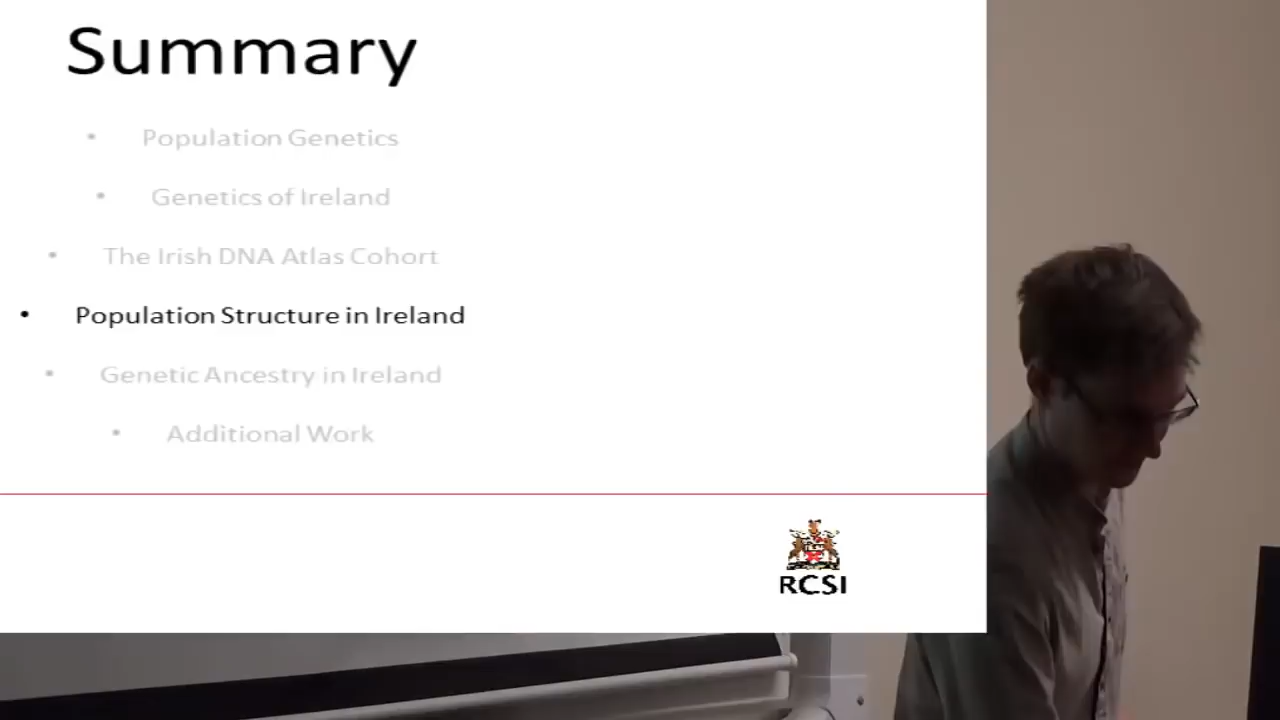 Summary
• Population Genetics
• Genetics of Ireland
• The Irish DNA Atlas Cohort
• Population Structure in Ireland
• Genetic Ancestry in Ireland
• Additional Work
RCSI